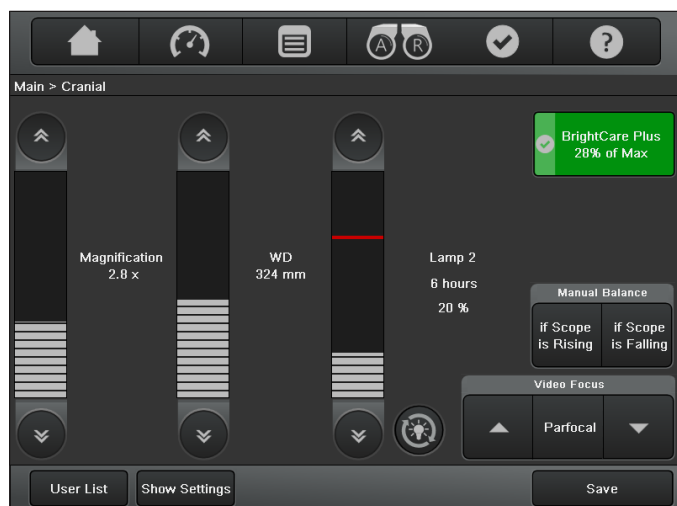 A R ?
Main > Cranial
BrightCare Plus
28% of Max
Magnification
2.8 x
WD
324 mm
Lamp 2
6 hours
20 %
Manual Balance
if Scope
is Rising
if Scope
is Falling
Video Focus
Parfocal
User List
Show Settings
Save